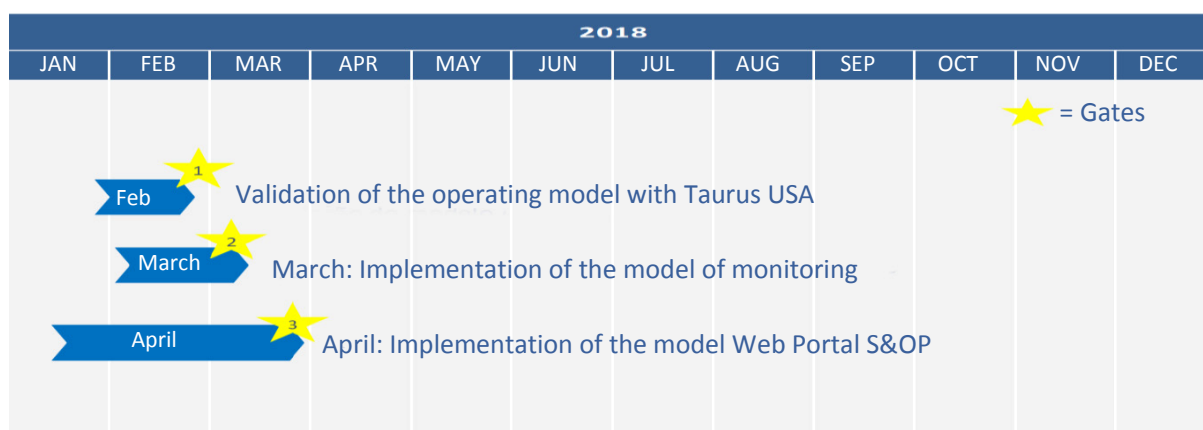 2018
JAN FEB MAR APR MAY JUN JUL AUG SEP OCT NOV DEC
= Gates
1
Feb Validation of the operating model with Taurus USA
2
March March: Implementation of the model of monitoring
3
April April: Implementation of the model Web Portal S&OP